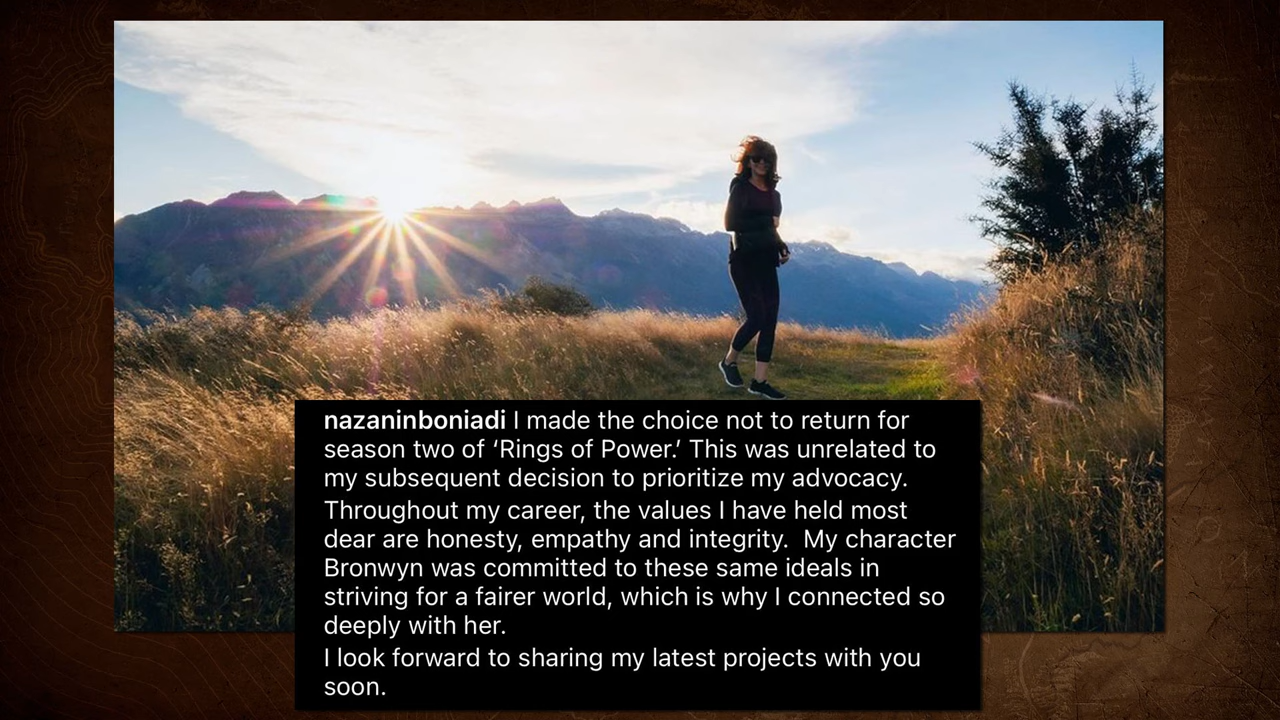 nazaninboniadi I made the choice not to return for
season two of ‘Rings of Power.’ This was unrelated to
my subsequent decision to prioritize my advocacy.
Throughout my career, the values I have held most
dear are honesty, empathy and integrity.  My character
Bronwyn was committed to these same ideals in
striving for a fairer world, which is why I connected so
deeply with her.
I look forward to sharing my latest projects with you
soon.